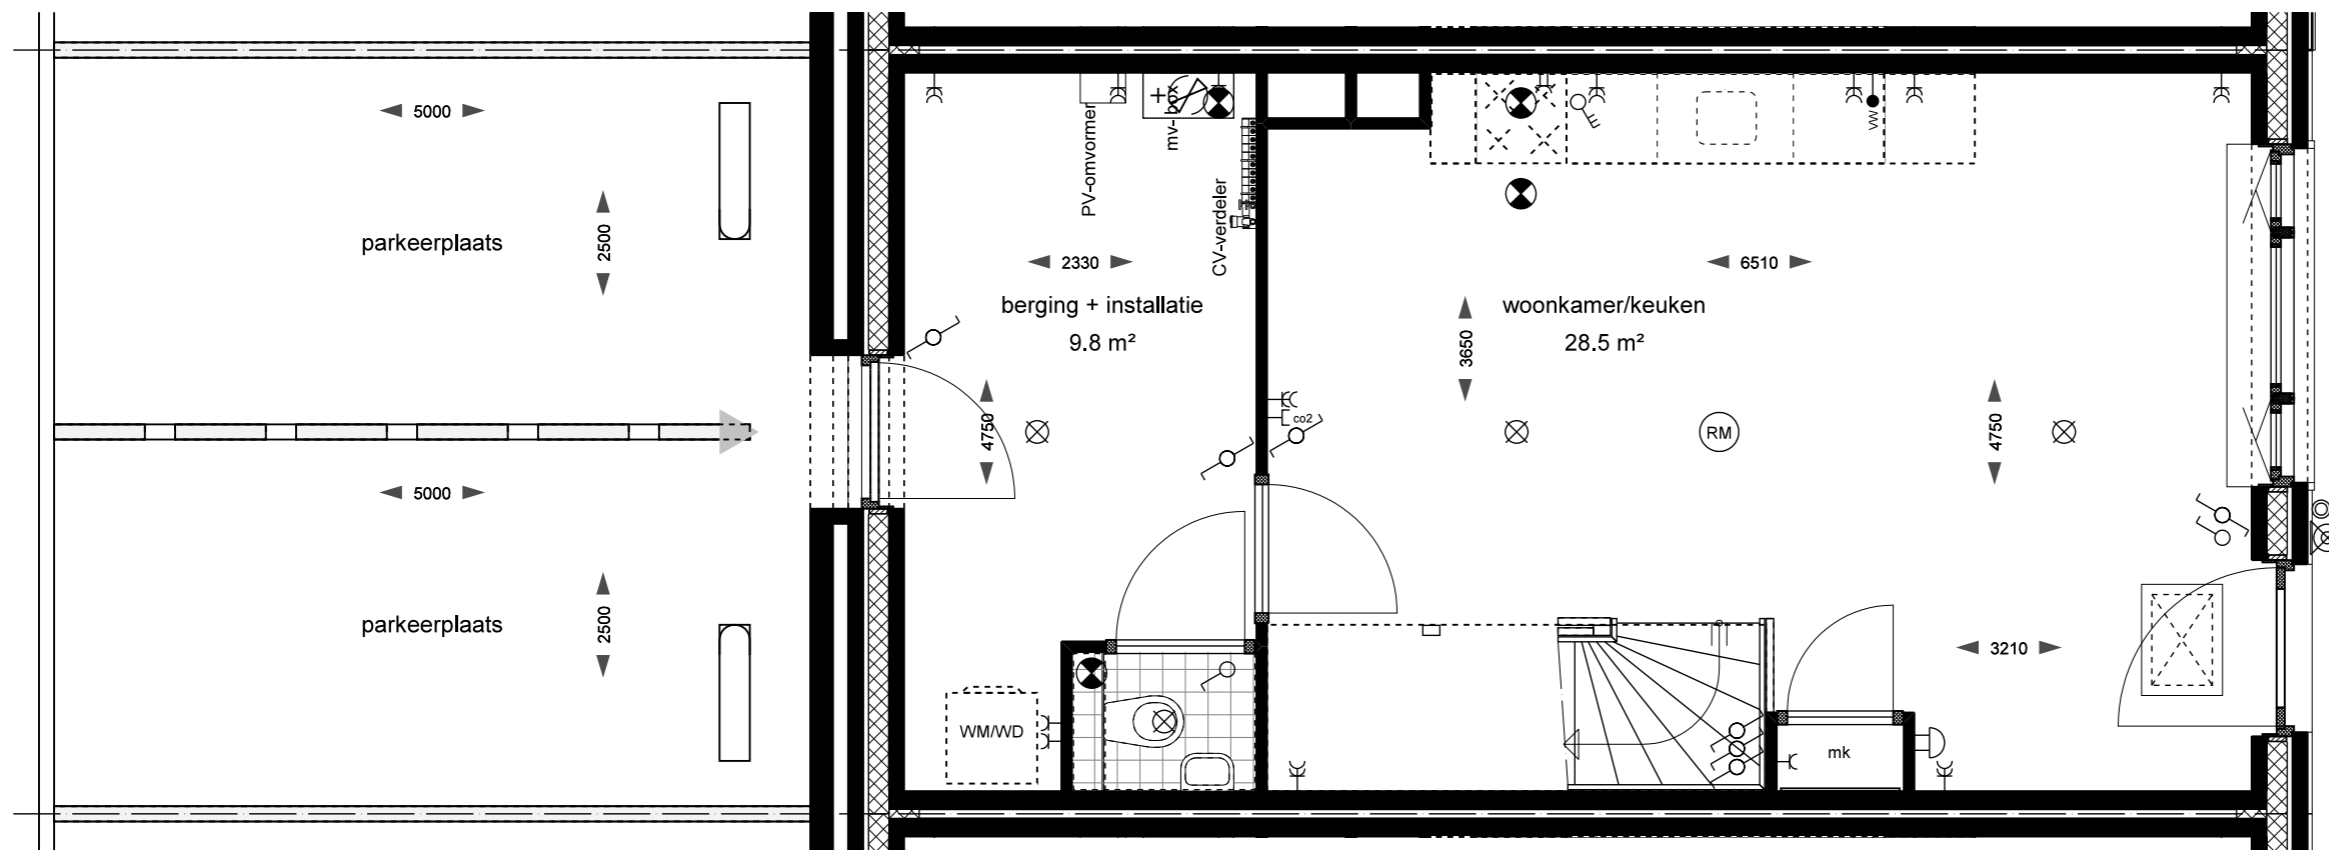 5000
2500
parkeerplaats
5000
2500
parkeerplaats
PV-omvormer
mv-box
CV-verdeler
2330
berging + installatie
9.8 m²
4750
WM/WD
vw
6510
woonkamer/keuken
28.5 m²
3650
co2
RM
4750
3210
mk